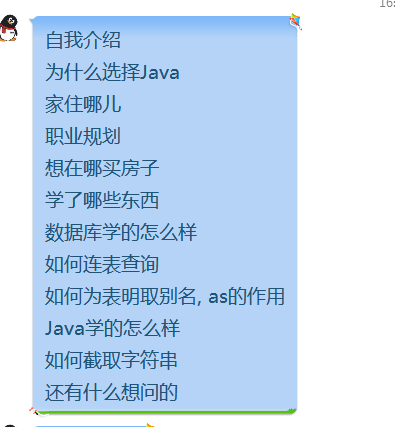 16:
自我介绍
为什么选择Java
家住哪儿
职业规划
想在哪买房子
学了哪些东西
数据库学的怎么样
如何连表查询
如何为表明取别名, as的作用
Java学的怎么样
如何截取字符串
还有什么想问的